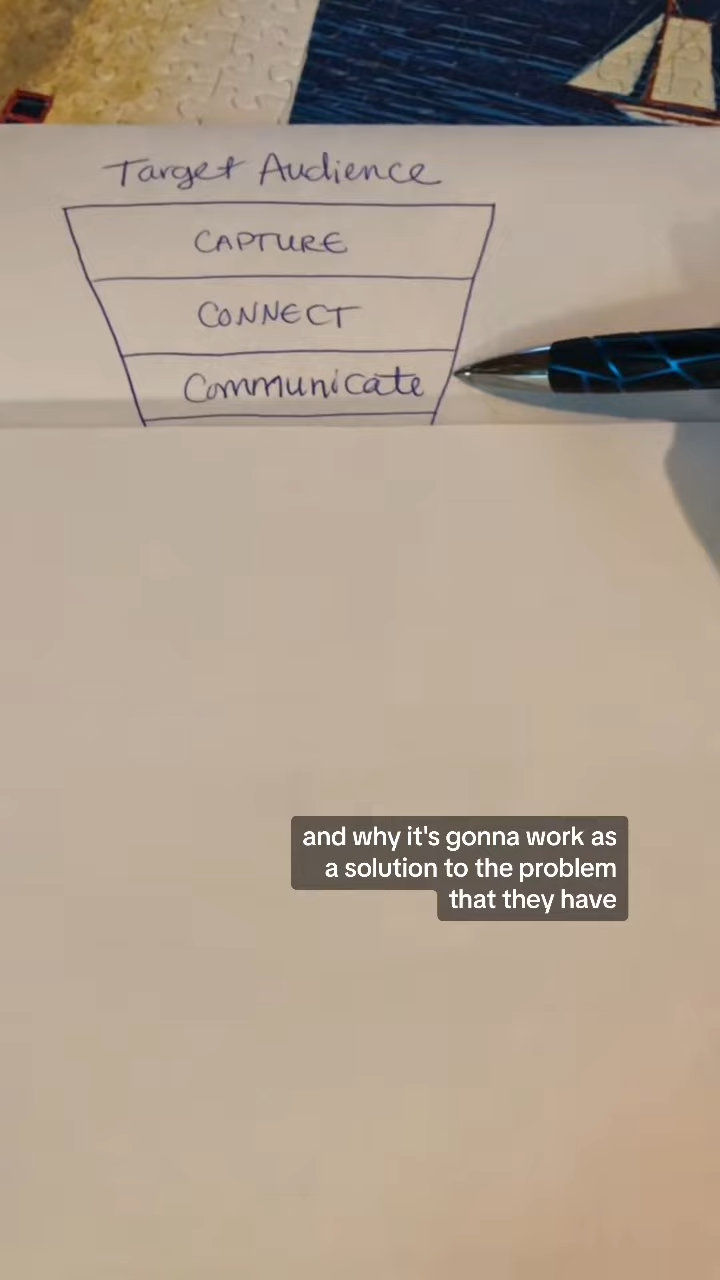 Target Audience
CAPTURE
CONNECT
Communicate
and why it's gonna work as
a solution to the problem
that they have